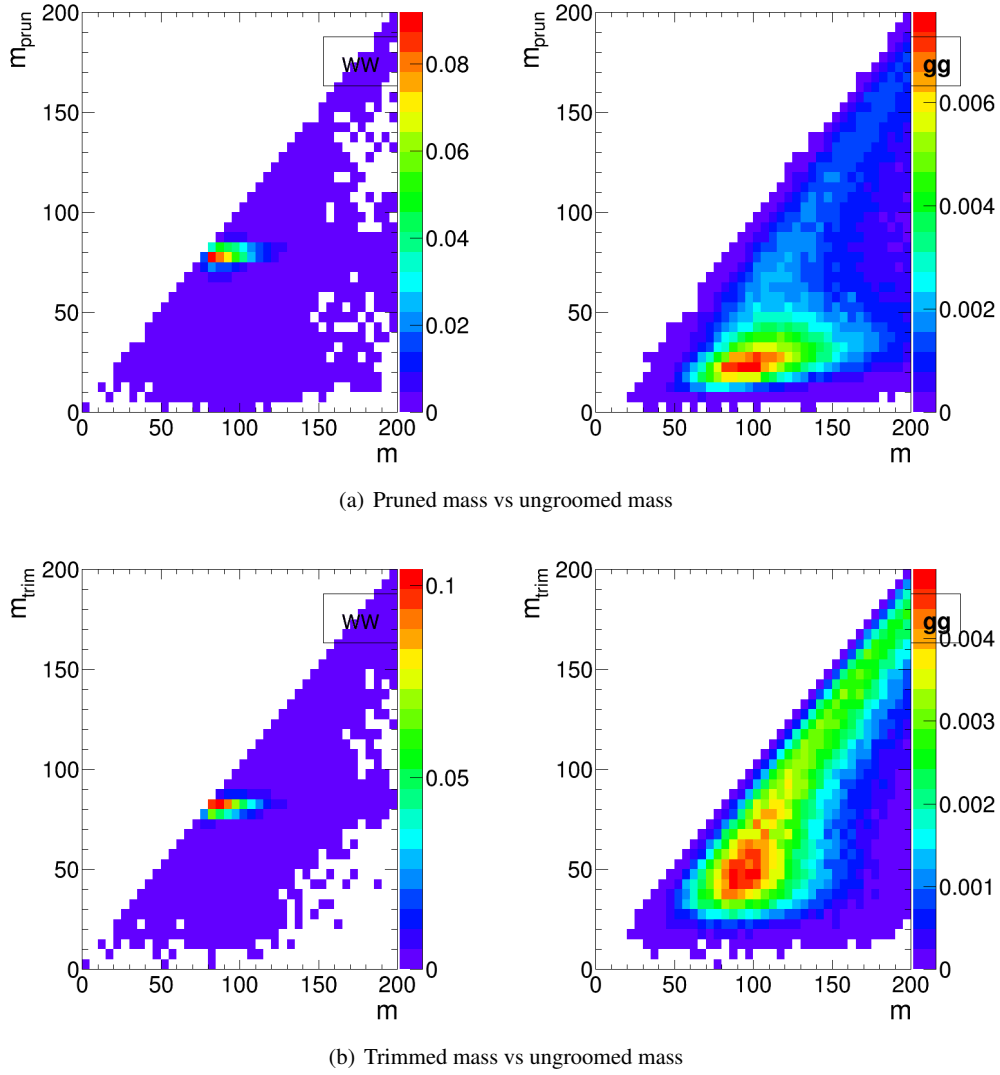 m_prun
200
150
100
50
0
0 50 100 150 200
m
WW
0.08
0.06
0.04
0.02
0
m_prun
200
150
100
50
0
0 50 100 150 200
m
gg
0.006
0.004
0.002
0
(a) Pruned mass vs ungroomed mass
m_trim
200
150
100
50
0
0 50 100 150 200
m
WW
0.1
0.05
0
m_trim
200
150
100
50
0
0 50 100 150 200
m
gg
0.004
0.003
0.002
0.001
0
(b) Trimmed mass vs ungroomed mass